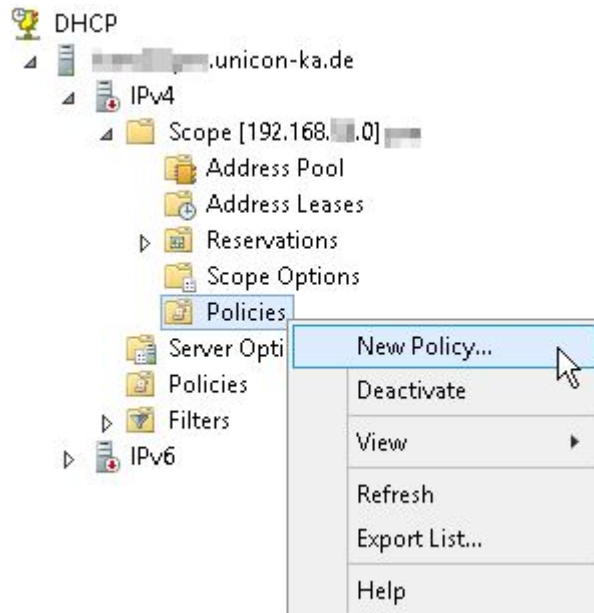 DHCP
.unicon-ka.de
IPv4
Scope [192.168. .0]
Address Pool
Address Leases
Reservations
Scope Options
Policies
Server Opti
Policies
Filters
IPv6
New Policy...
Deactivate
View
Refresh
Export List...
Help